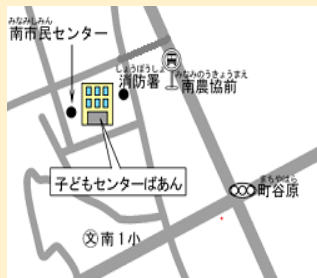 みなみしみん
南市民センター
しょうぼうしょ
消防署
みなみのうきょうまえ
南農協前
子どもセンターばあん
まちやはら
町谷原
文南1小